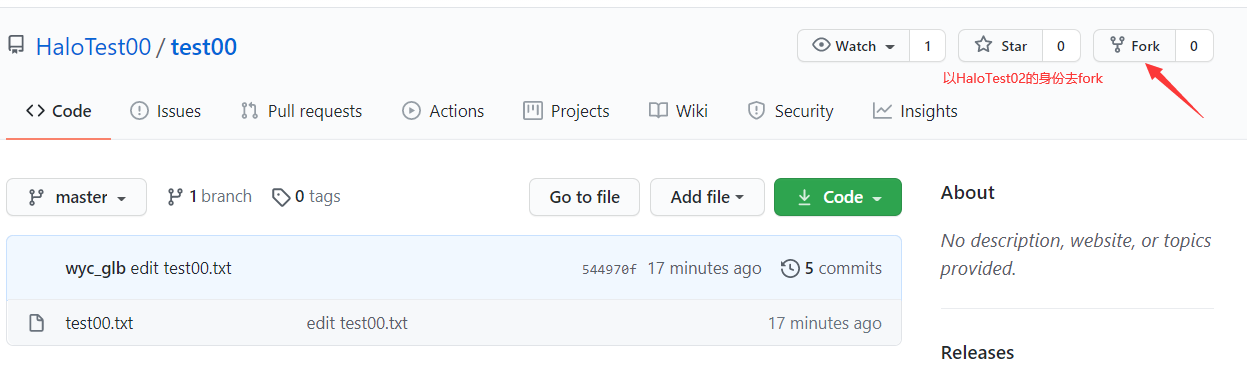 HaloTest00 / test00
Watch 1 Star 0 Fork 0
以HaloTest02的身份去fork
Code Issues Pull requests Actions Projects Wiki Security Insights
master 1 branch 0 tags Go to file Add file Code
About
No description, website, or topics
provided.
wyc_glb edit test00.txt 544970f 17 minutes ago 5 commits
test00.txt edit test00.txt 17 minutes ago
Releases